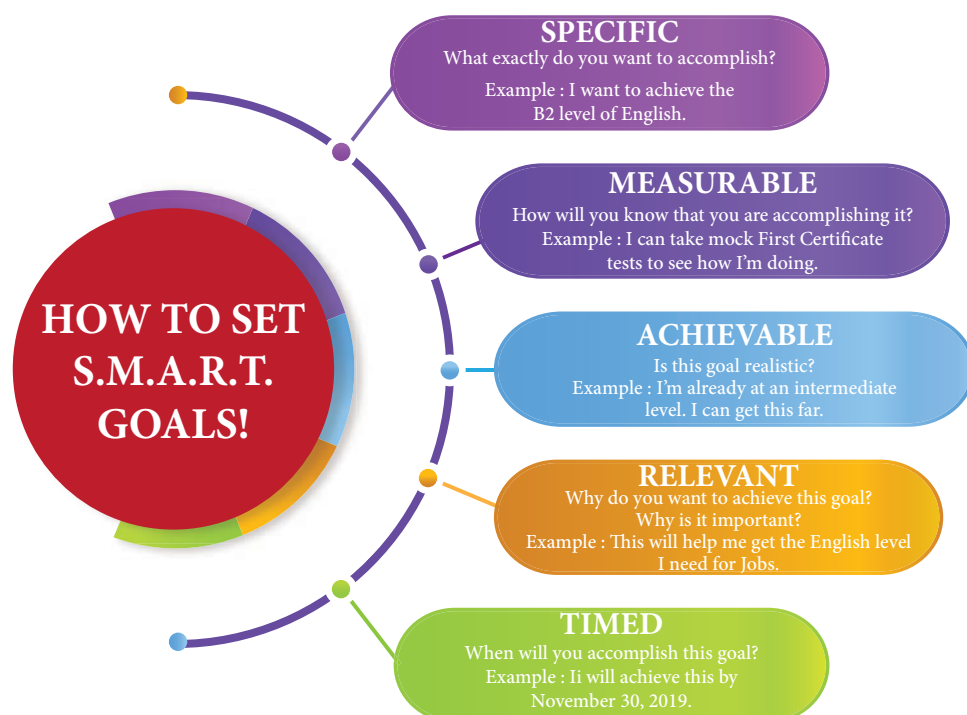 HOW TO SET
S.M.A.R.T.
GOALS!
SPECIFIC
What exactly do you want to accomplish?
Example : I want to achieve the
B2 level of English.
MEASURABLE
How will you know that you are accomplishing it?
Example : I can take mock First Certificate
tests to see how I'm doing.
ACHIEVABLE
Is this goal realistic?
Example : I'm already at an intermediate
level. I can get this far.
RELEVANT
Why do you want to achieve this goal?
Why is it important?
Example : This will help me get the English level
I need for Jobs.
TIMED
When will you accomplish this goal?
Example : Ii will achieve this by
November 30, 2019.